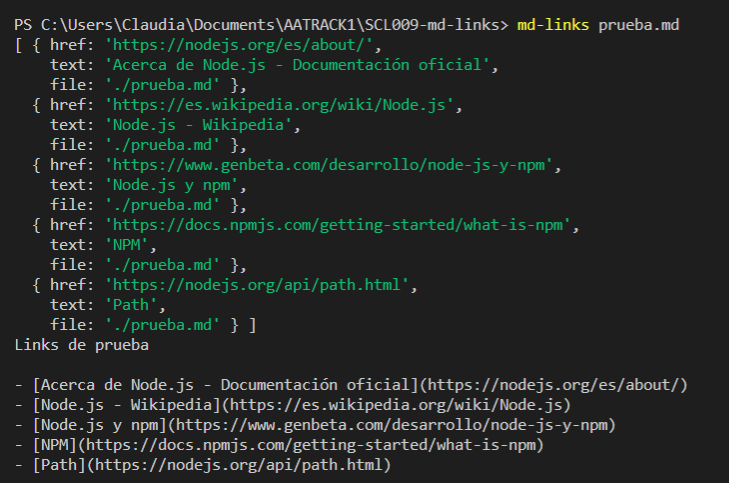 PS C:\Users\Claudia\Documents\AATRACK1\SCL009-md-links> md-links prueba.md
[ { href: 'https://nodejs.org/es/about/',
text: 'Acerca de Node.js - Documentación oficial',
file: './prueba.md' },
{ href: 'https://es.wikipedia.org/wiki/Node.js',
text: 'Node.js - Wikipedia',
file: './prueba.md' },
{ href: 'https://www.genbeta.com/desarrollo/node-js-y-npm',
text: 'Node.js y npm',
file: './prueba.md' },
{ href: 'https://docs.npmjs.com/getting-started/what-is-npm',
text: 'NPM',
file: './prueba.md' },
{ href: 'https://nodejs.org/api/path.html',
text: 'Path',
file: './prueba.md' } ]
Links de prueba

- [Acerca de Node.js - Documentación oficial](https://nodejs.org/es/about/)
- [Node.js - Wikipedia](https://es.wikipedia.org/wiki/Node.js)
- [Node.js y npm](https://www.genbeta.com/desarrollo/node-js-y-npm)
- [NPM](https://docs.npmjs.com/getting-started/what-is-npm)
- [Path](https://nodejs.org/api/path.html)